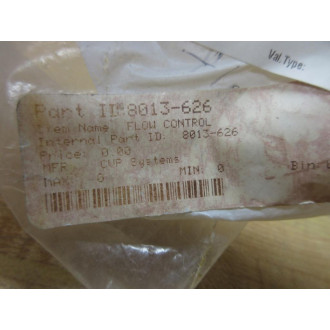 Val.Type:
Part ID 8013-626
Item Name: FLOW CONTROL
Internal Part ID: 8013-626
Price: 0.00
MFR: CVP Systems
MAX: 0 MIN: 0 Bin